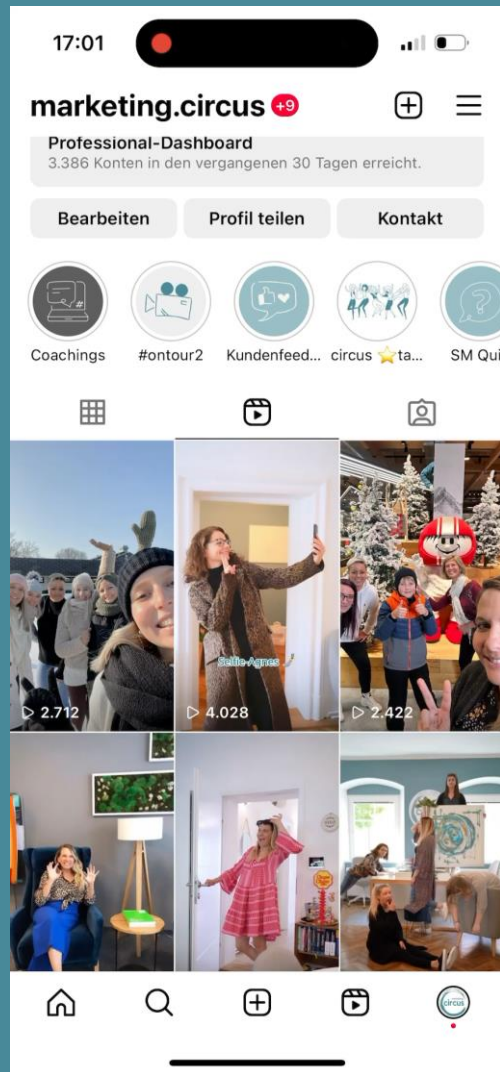 17:01
marketing.circus +9
Professional-Dashboard
3.386 Konten in den vergangenen 30 Tagen erreicht.
Bearbeiten Profil teilen Kontakt
Coachings #ontour2 Kundenfeed... circus ⭐ta... SM Qui
Selfie-Agnes
2.712 4.028 2.422
circus